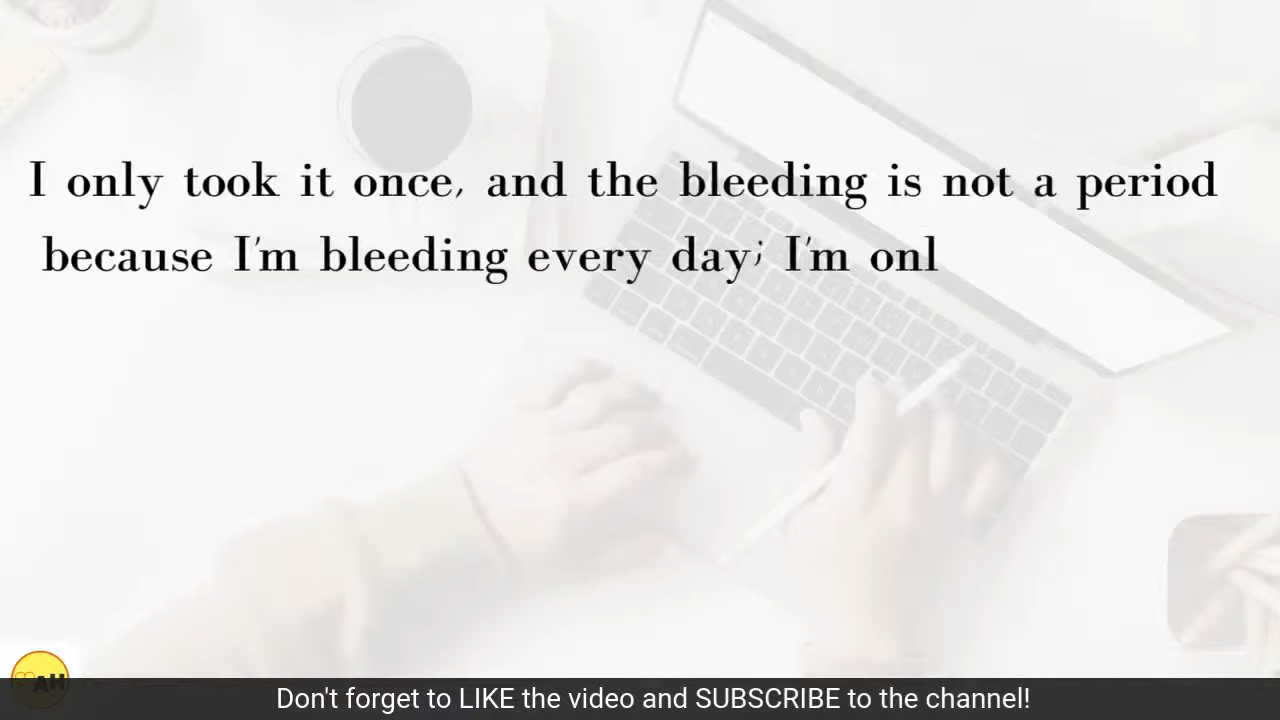 I only took it once, and the bleeding is not a period
because I'm bleeding every day; I'm onl
AH
Don't forget to LIKE the video and SUBSCRIBE to the channel!